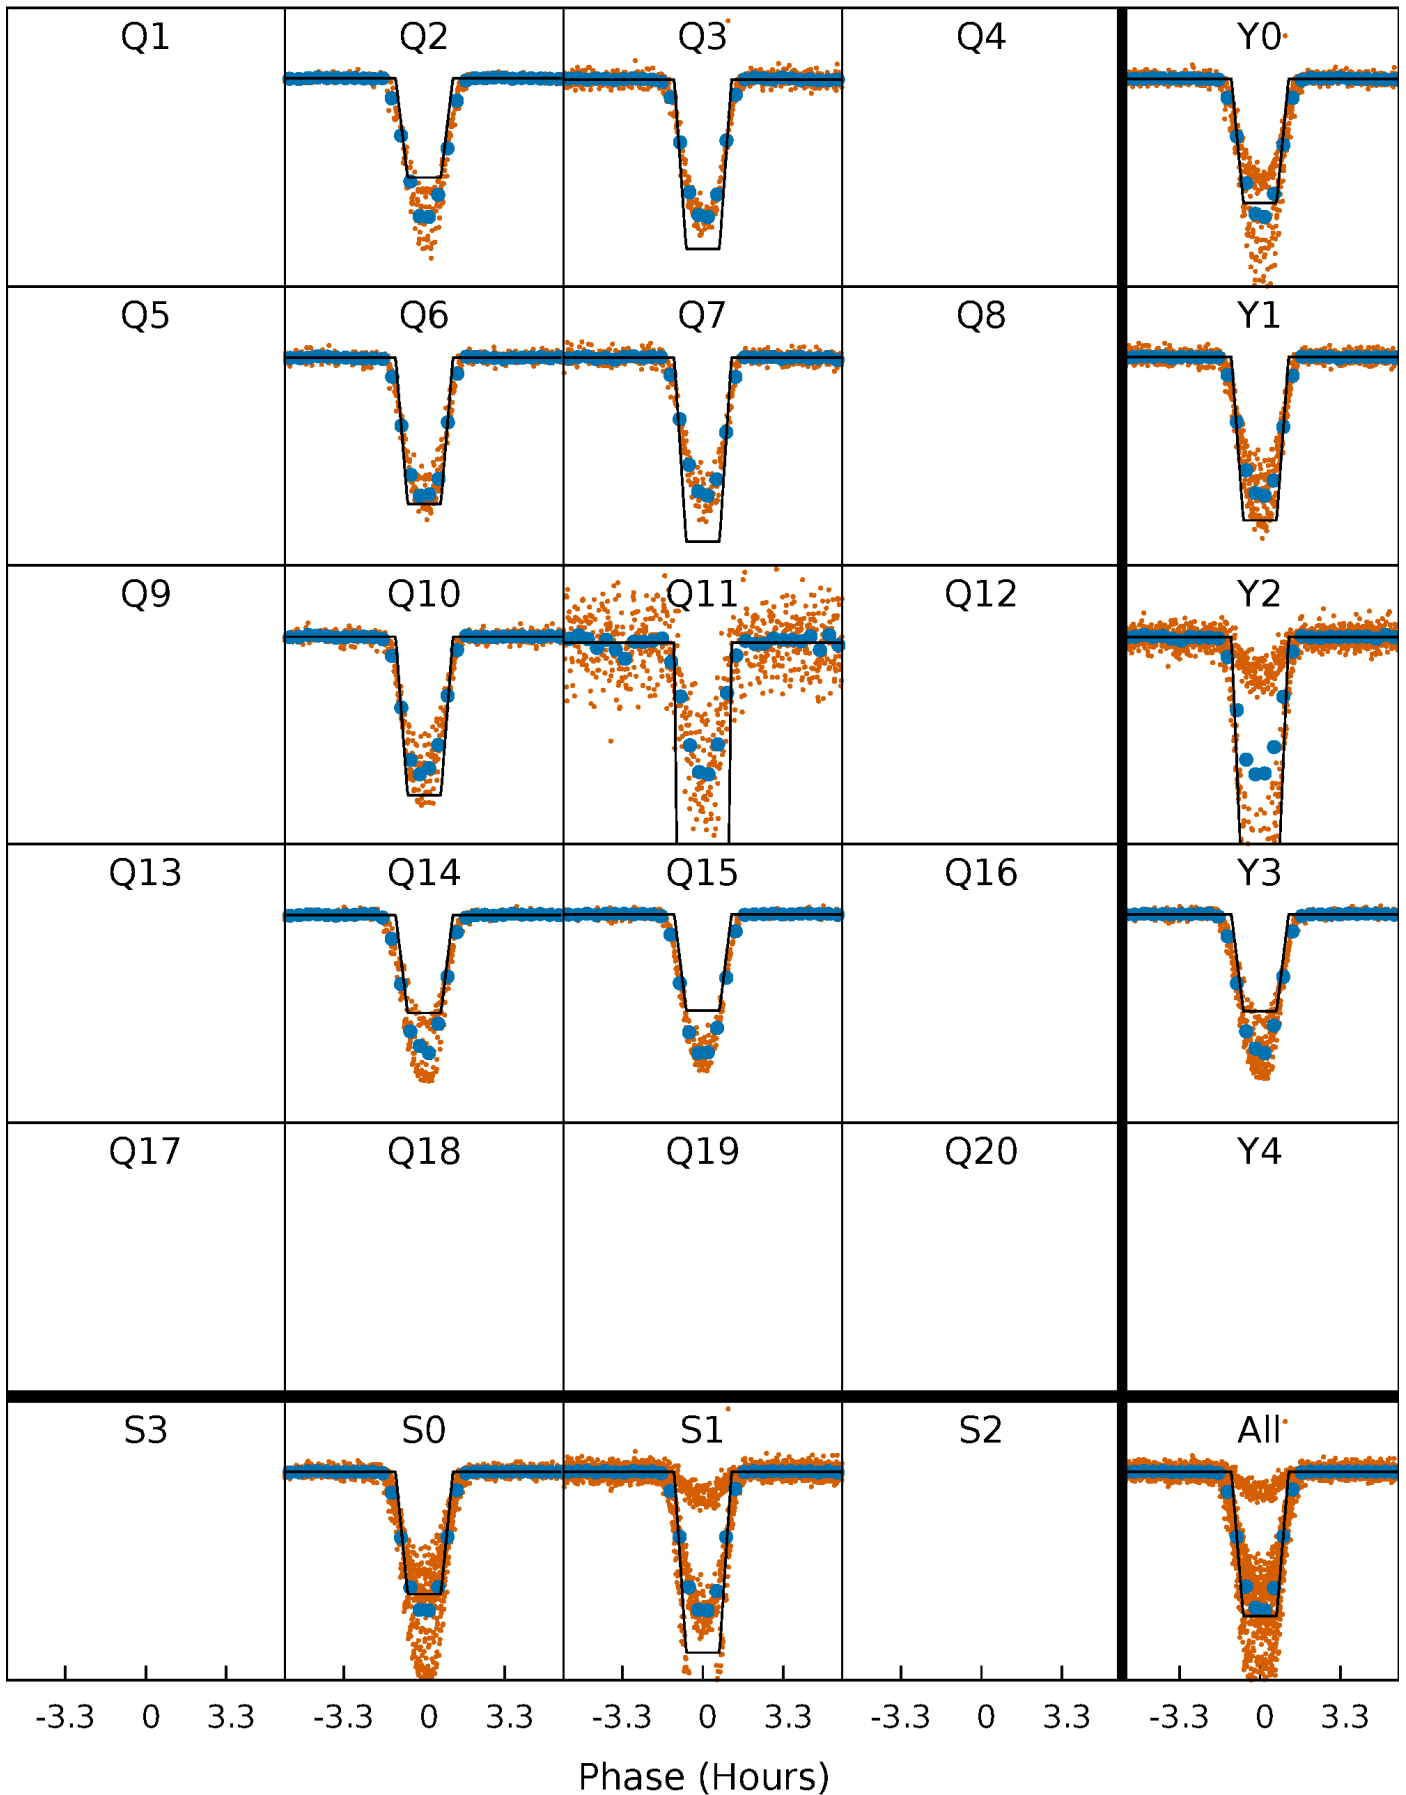 Q1 Q2 Q3 Q4 Y0
Q5 Q6 Q7 Q8 Y1
Q9 Q10 Q11 Q12 Y2
Q13 Q14 Q15 Q16 Y3
Q17 Q18 Q19 Q20 Y4
S3 S0 S1 S2 All
-3.3 0 3.3 -3.3 0 3.3 -3.3 0 3.3 -3.3 0 3.3 -3.3 0 3.3
Phase (Hours)